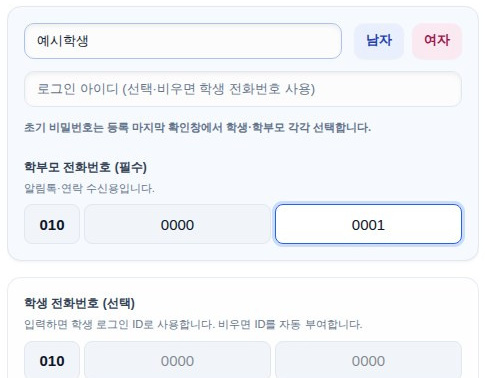 예시학생 남자 여자
로그인 아이디 (선택·비우면 학생 전화번호 사용)
초기 비밀번호는 등록 마지막 확인창에서 학생·학부모 각각 선택합니다.
학부모 전화번호 (필수)
알림톡·연락 수신용입니다.
010 0000 0001
학생 전화번호 (선택)
입력하면 학생 로그인 ID로 사용합니다. 비우면 ID를 자동 부여합니다.
010 0000 0000